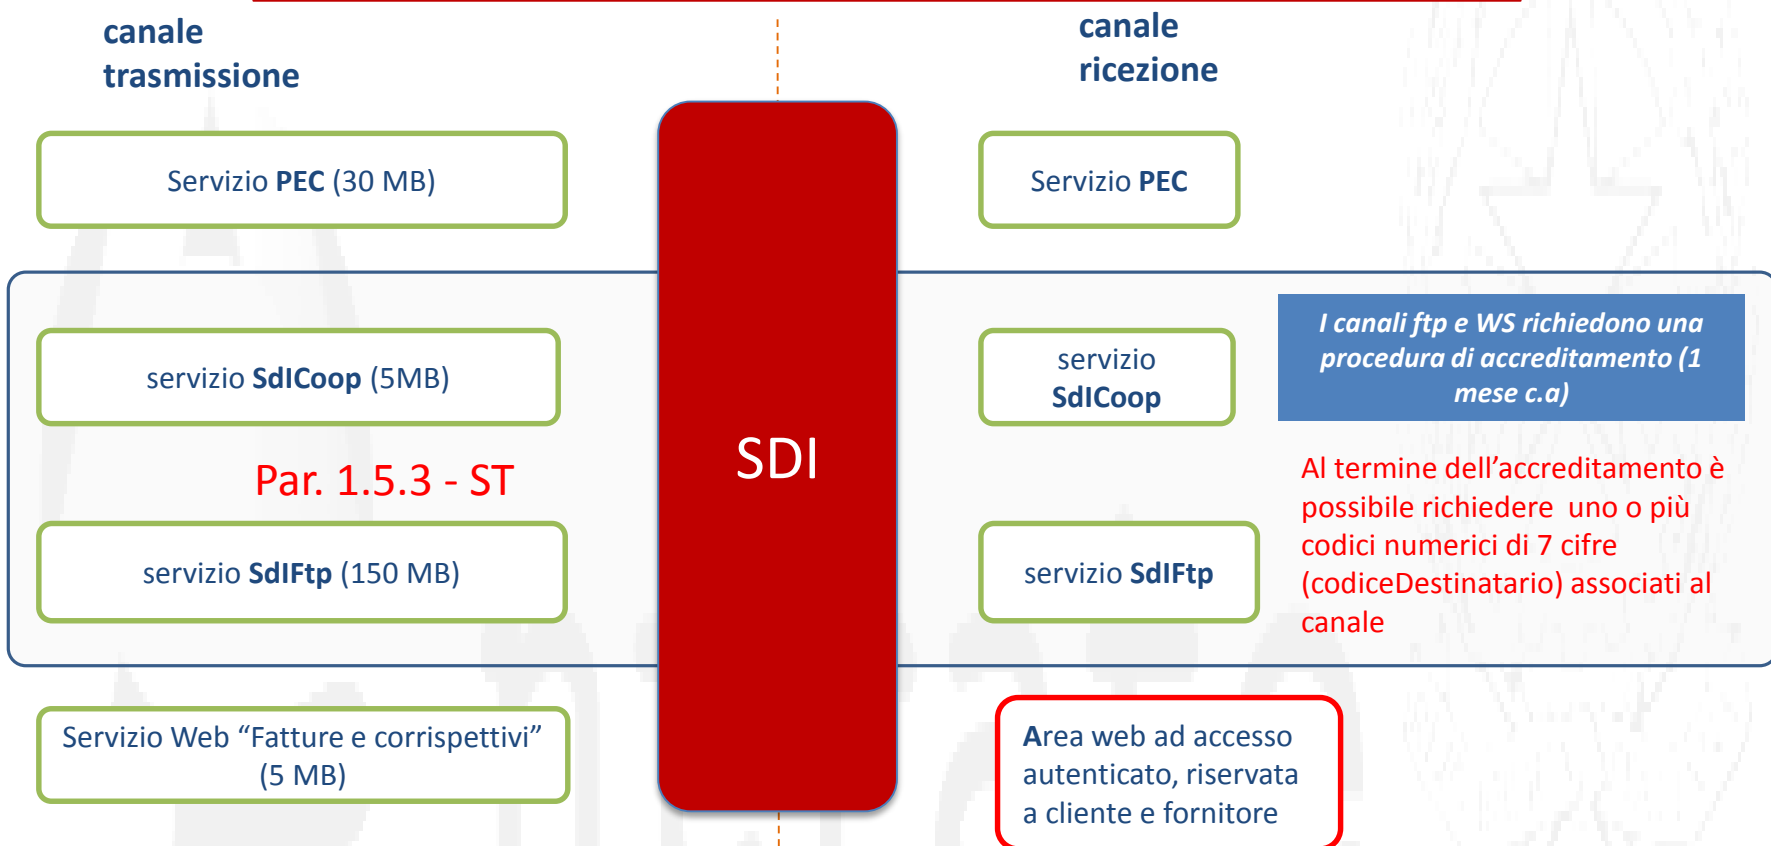 canale
trasmissione
canale
ricezione
Servizio PEC (30 MB)
Servizio PEC
servizio SdICoop (5MB)
servizio
SdICoop
I canali ftp e WS richiedono una
procedura di accreditamento (1
mese c.a)
SDI
Par. 1.5.3 - ST
Al termine dell'accreditamento è
possibile richiedere uno o più
codici numerici di 7 cifre
(codiceDestinatario) associati al
canale
servizio SdIFtp (150 MB)
servizio SdIFtp
Servizio Web “Fatture e corrispettivi”
(5 MB)
Area web ad accesso
autenticato, riservata
a cliente e fornitore